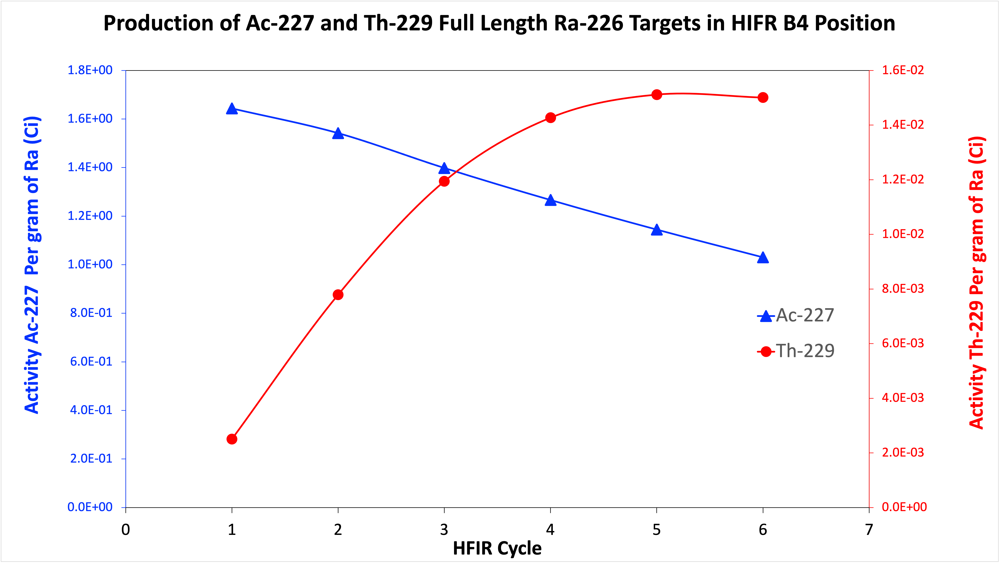 Production of Ac-227 and Th-229 Full Length Ra-226 Targets in HIFR B4 Position
Activity Ac-227 Per gram of Ra (Ci)
1.8E+00
1.6E+00
1.4E+00
1.2E+00
1.0E+00
8.0E-01
6.0E-01
4.0E-01
2.0E-01
0.0E+00
1.6E-02
1.4E-02
1.2E-02
1.0E-02
8.0E-03
6.0E-03
4.0E-03
2.0E-03
0.0E+00
Activity Th-229 Per gram of Ra (Ci)
Ac-227
Th-229
0 1 2 3 4 5 6 7
HFIR Cycle